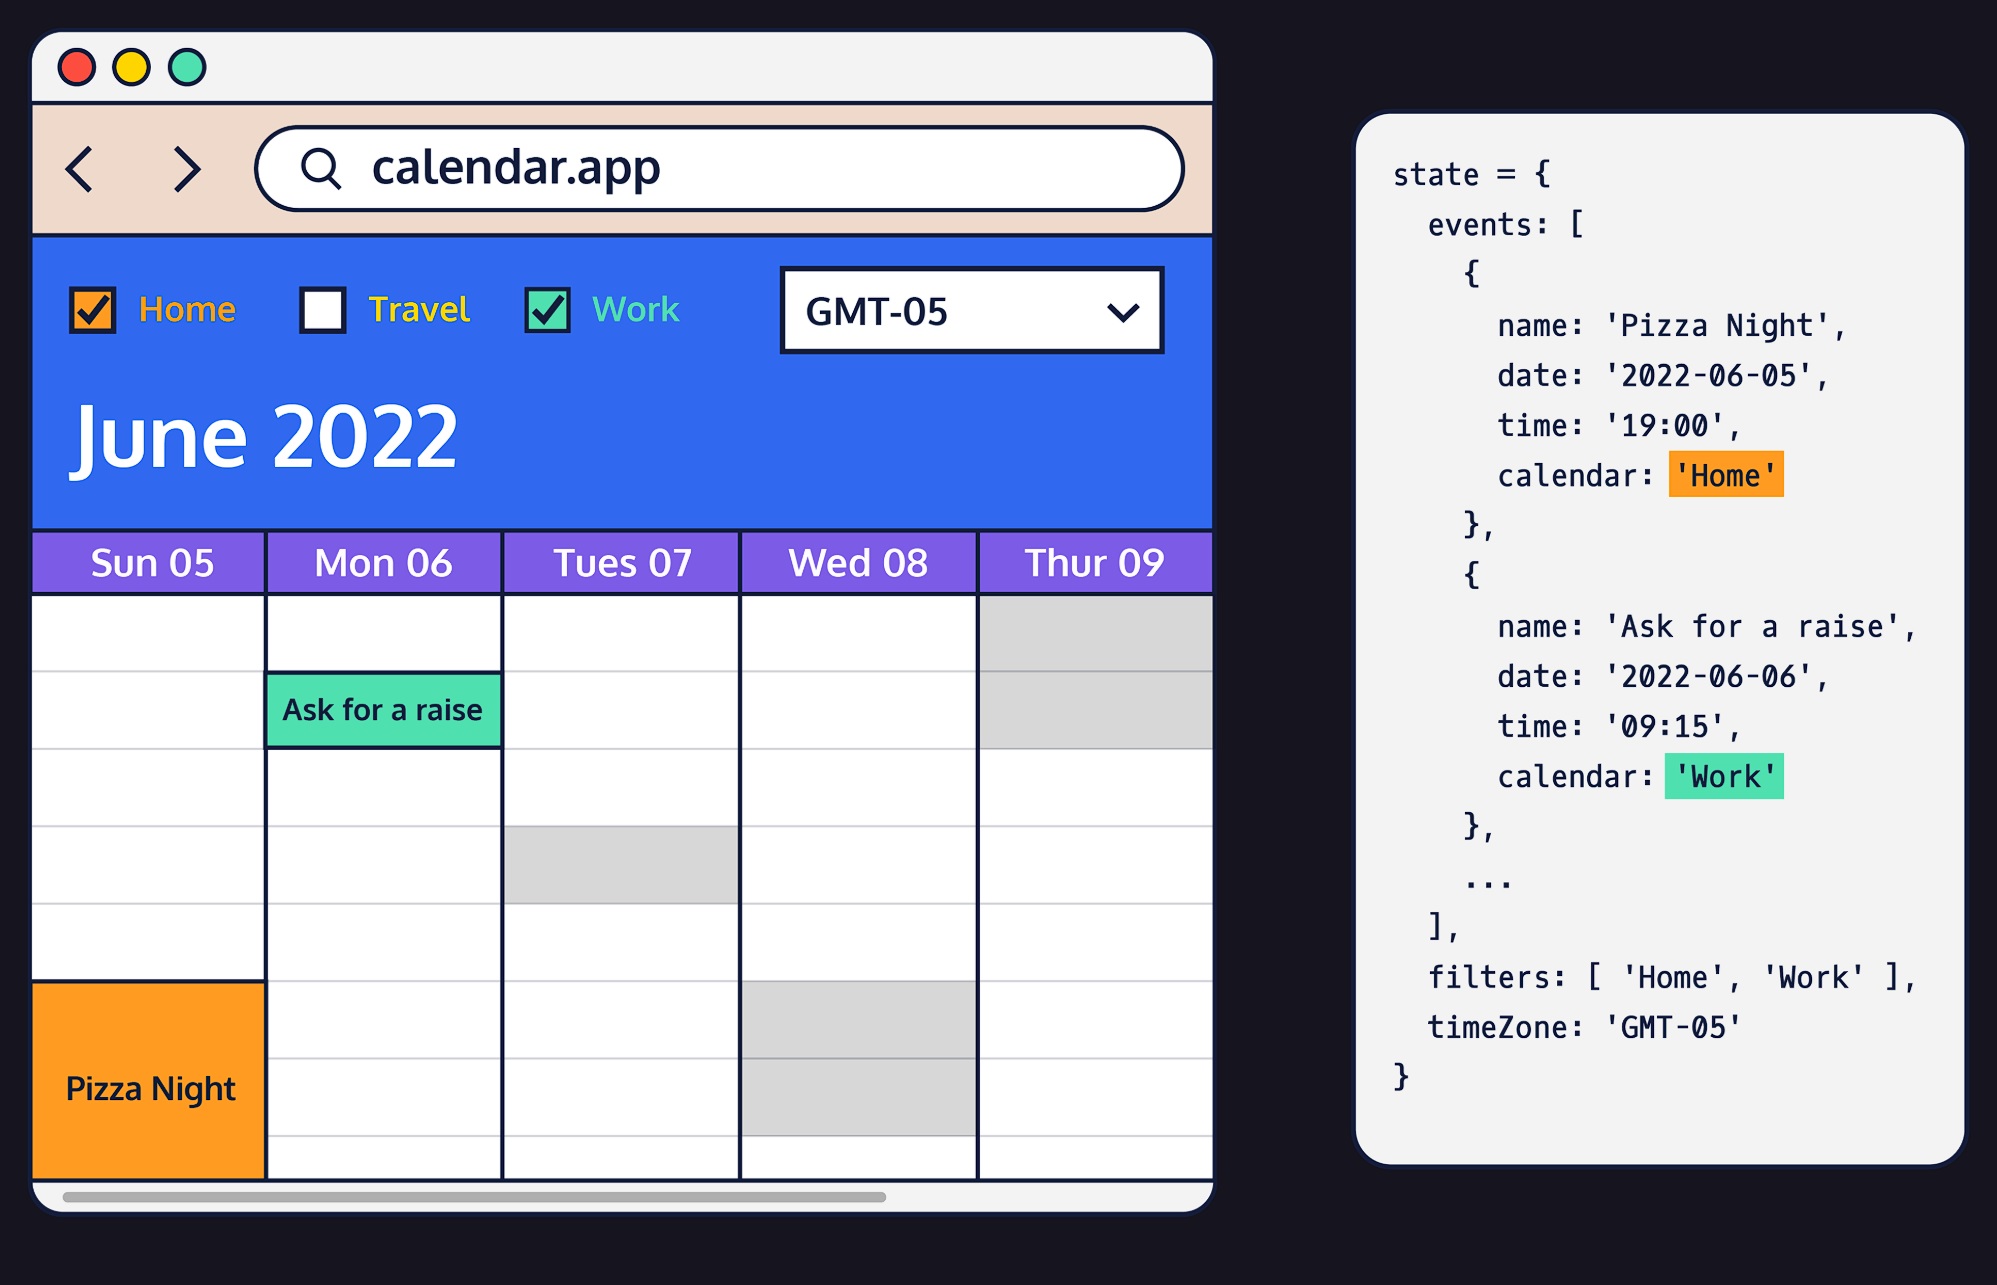 calendar.app
Home Travel Work GMT-05
June 2022
Sun 05 Mon 06 Tues 07 Wed 08 Thur 09
Ask for a raise
Pizza Night
state = {
events: [
{
name: 'Pizza Night',
date: '2022-06-05',
time: '19:00',
calendar: 'Home'
},
{
name: 'Ask for a raise',
date: '2022-06-06',
time: '09:15',
calendar: 'Work'
},
...
],
filters: [ 'Home', 'Work' ],
timeZone: 'GMT-05'
}